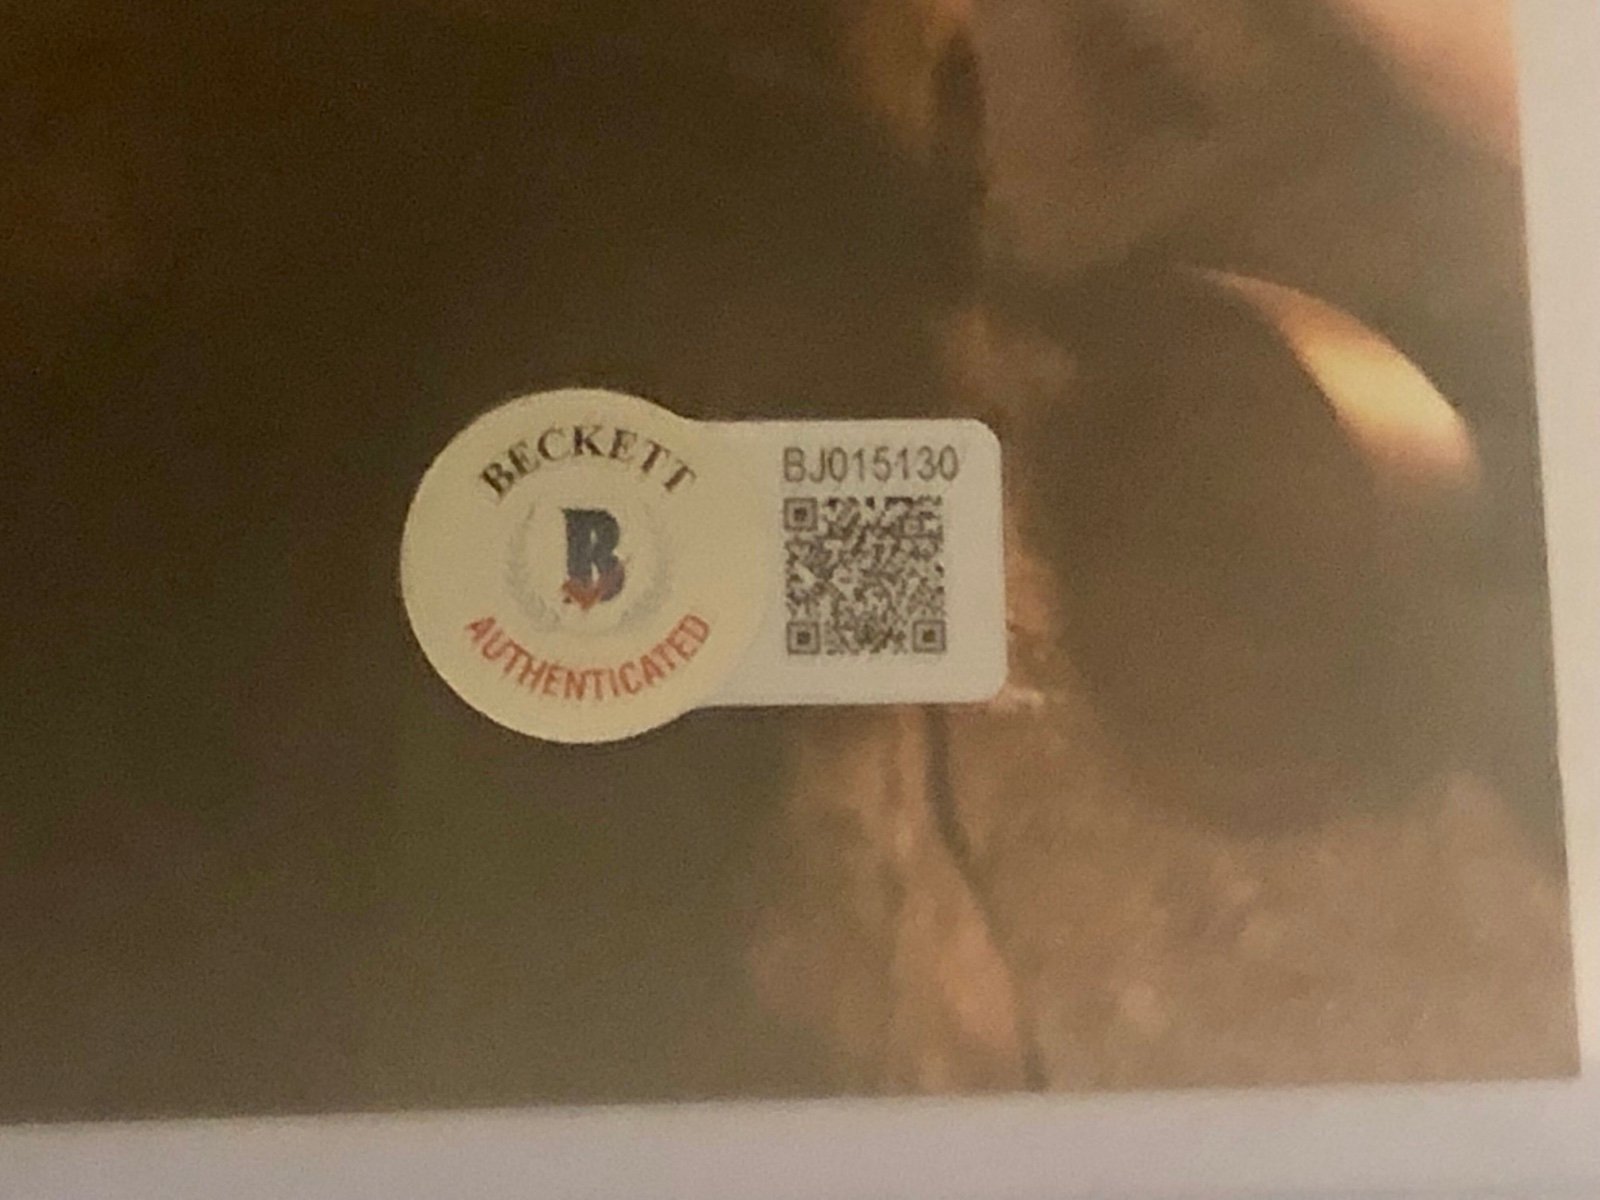 BECKETT
B
AUTHENTICATED
BJ015130